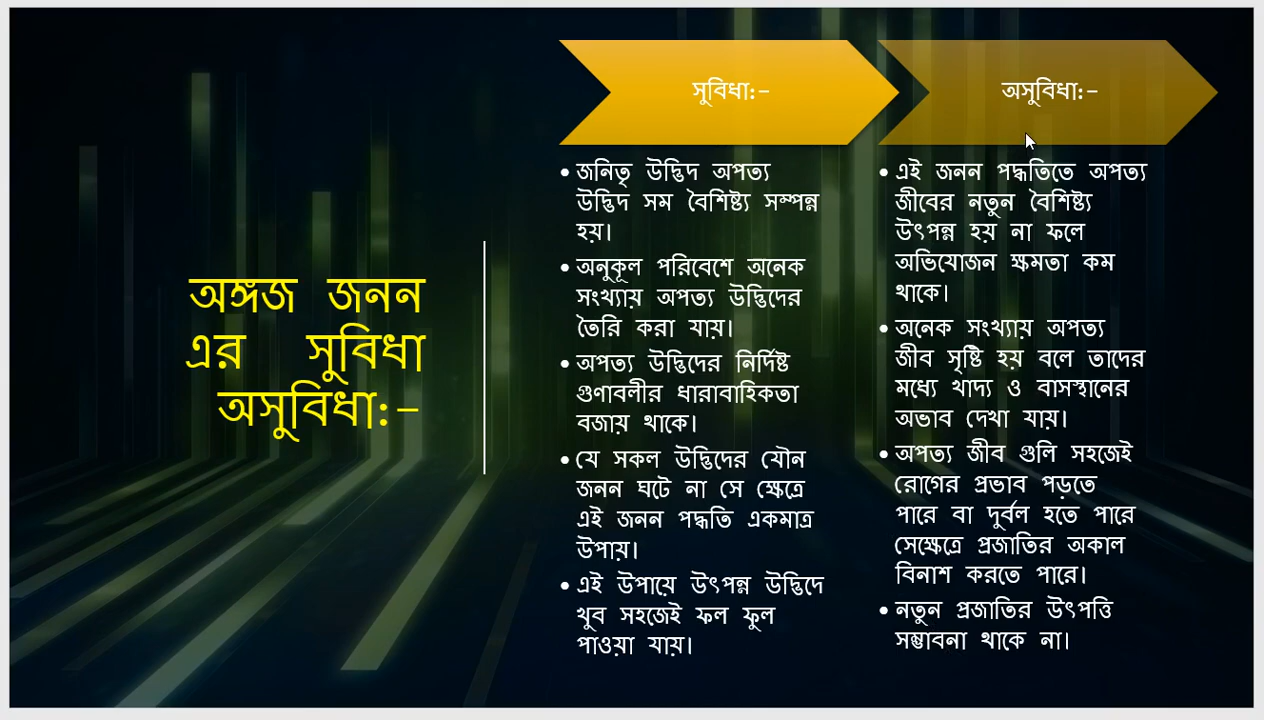 অঙ্গজ জনন
এর সুবিধা
অসুবিধা:-
সুবিধা:-
• জনিতৃ উদ্ভিদ অপত্য
উদ্ভিদ সম বৈশিষ্ট্য সম্পন্ন
হয়।
• অনুকূল পরিবেশে অনেক
সংখ্যায় অপত্য উদ্ভিদের
তৈরি করা যায়।
• অপত্য উদ্ভিদের নির্দিষ্ট
গুণাবলীর ধারাবাহিকতা
বজায় থাকে।
• যে সকল উদ্ভিদের যৌন
জনন ঘটে না সে ক্ষেত্রে
এই জনন পদ্ধতি একমাত্র
উপায়।
• এই উপায়ে উৎপন্ন উদ্ভিদে
খুব সহজেই ফল ফুল
পাওয়া যায়।
অসুবিধা:-
• এই জনন পদ্ধতিতে অপত্য
জীবের নতুন বৈশিষ্ট্য
উৎপন্ন হয় না ফলে
অভিযোজন ক্ষমতা কম
থাকে।
• অনেক সংখ্যায় অপত্য
জীব সৃষ্টি হয় বলে তাদের
মধ্যে খাদ্য ও বাসস্থানের
অভাব দেখা যায়।
• অপত্য জীব গুলি সহজেই
রোগের প্রভাব পড়তে
পারে বা দুর্বল হতে পারে
সেক্ষেত্রে প্রজাতির অকাল
বিনাশ করতে পারে।
• নতুন প্রজাতির উৎপত্তি
সম্ভাবনা থাকে না।